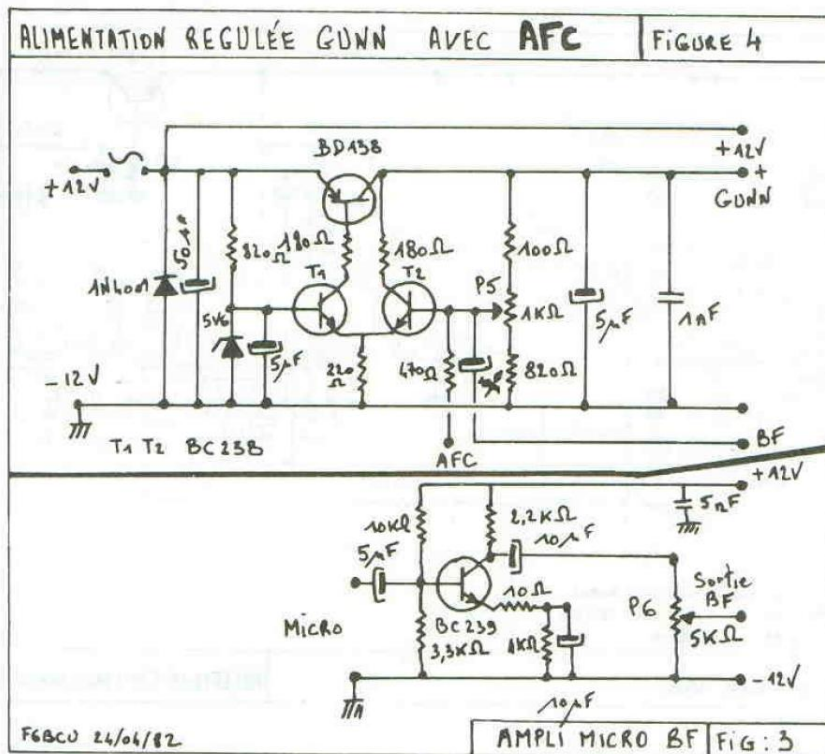 ALIMENTATION REGULÉE GUNN AVEC AFC
FIGURE 4
+12V
BD138
+12V
+
GUNN
820Ω
180Ω
180Ω
100Ω
1N4001
T1
T2
P5
1KΩ
5V6
5µF
220Ω
470Ω
820Ω
5µF
1nF
-12V
T1 T2 BC238
AFC
BF
+12V
5nF
10KΩ
2,2KΩ
10µF
5µF
10Ω
Sortie
BF
MICRO
BC239
P6
3,3KΩ
1KΩ
5KΩ
-12V
10µF
F6BCU 24/04/82
AMPLI MICRO BF
FIG:3